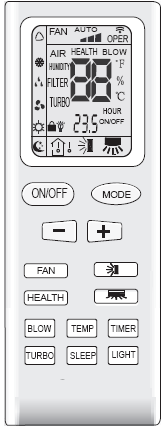 FAN AUTO OPER
AIR HEALTH BLOW
HUMIDITY 88 °F
FILTER %
TURBO °C
HOUR
23.5 ON/OFF
ON/OFF MODE
− +
FAN
HEALTH
BLOW TEMP TIMER
TURBO SLEEP LIGHT